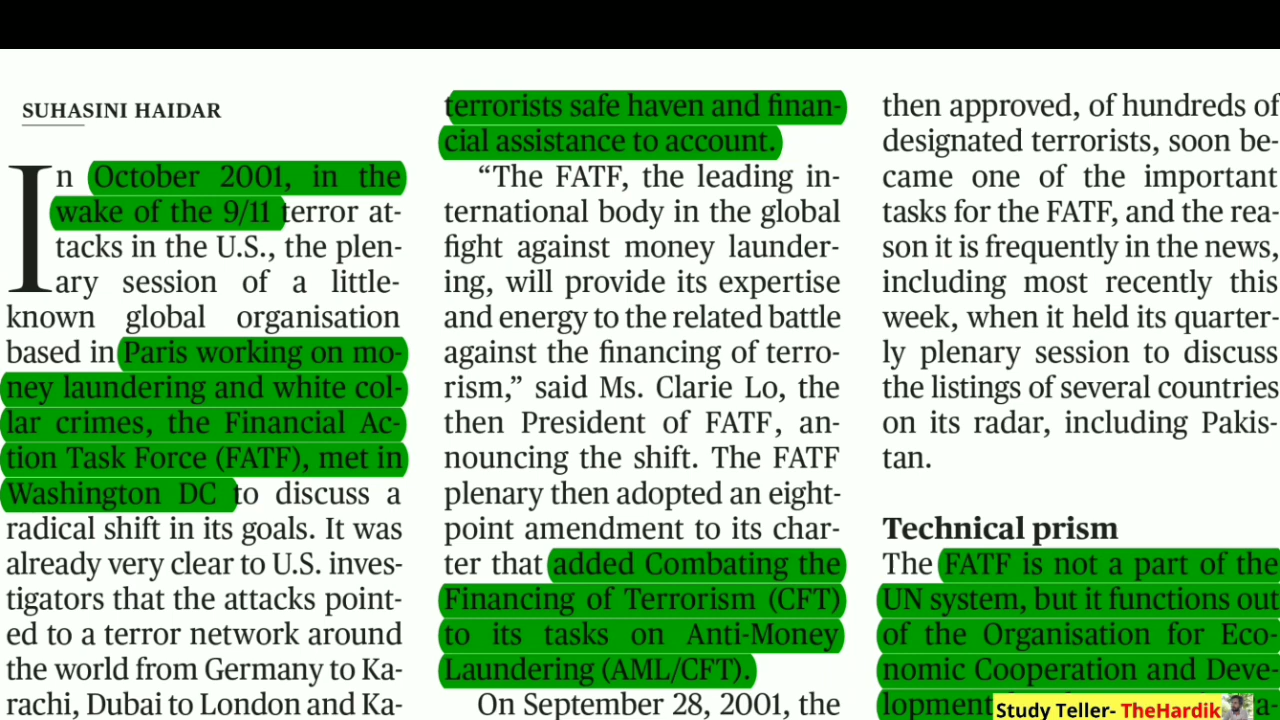 SUHASINI HAIDAR
In October 2001, in the
wake of the 9/11 terror at-
tacks in the U.S., the plen-
ary session of a little-
known global organisation
based in Paris working on mo-
ney laundering and white col-
lar crimes, the Financial Ac-
tion Task Force (FATF), met in
Washington DC to discuss a
radical shift in its goals. It was
already very clear to U.S. inves-
tigators that the attacks point-
ed to a terror network around
the world from Germany to Ka-
rachi, Dubai to London and Ka-
terrorists safe haven and finan-
cial assistance to account.
“The FATF, the leading in-
ternational body in the global
fight against money launder-
ing, will provide its expertise
and energy to the related battle
against the financing of terro-
rism,” said Ms. Clarie Lo, the
then President of FATF, an-
nouncing the shift. The FATF
plenary then adopted an eight-
point amendment to its char-
ter that added Combating the
Financing of Terrorism (CFT)
to its tasks on Anti-Money
Laundering (AML/CFT).
On September 28, 2001, the
then approved, of hundreds of
designated terrorists, soon be-
came one of the important
tasks for the FATF, and the rea-
son it is frequently in the news,
including most recently this
week, when it held its quarter-
ly plenary session to discuss
the listings of several countries
on its radar, including Pakis-
tan.
Technical prism
The FATF is not a part of the
UN system, but it functions out
of the Organisation for Eco-
nomic Cooperation and Deve-
lopment
Study Teller- TheHardik